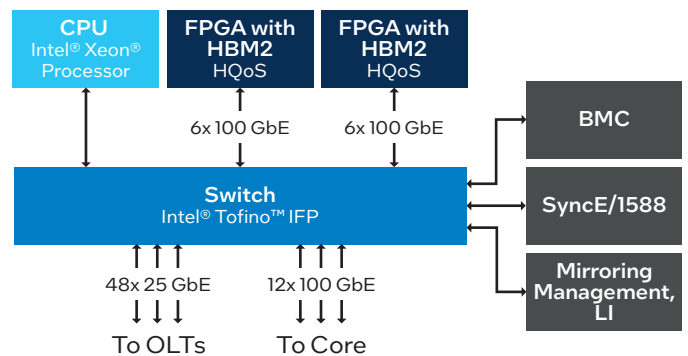 CPU
Intel® Xeon®
Processor
FPGA with
HBM2
HQoS
FPGA with
HBM2
HQoS
6x 100 GbE
6x 100 GbE
BMC
Switch
Intel® Tofino™ IFP
SyncE/1588
48x 25 GbE
12x 100 GbE
Mirroring
Management,
LI
To OLTs
To Core